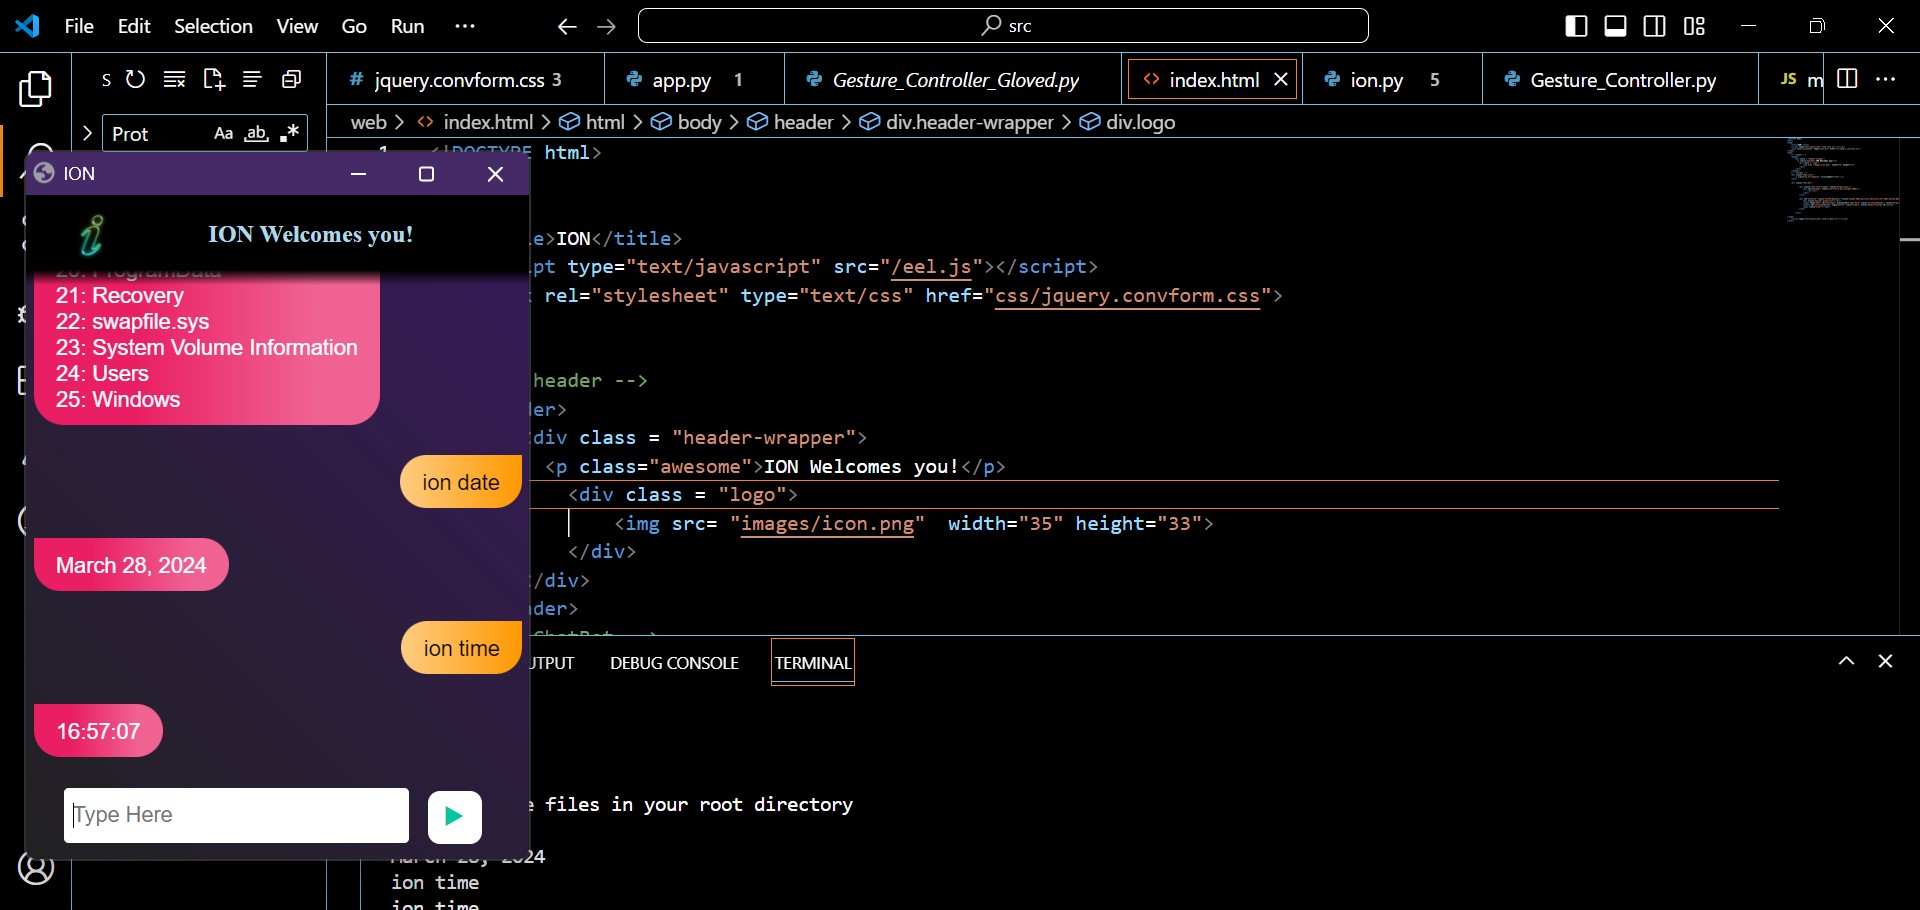 File Edit Selection View Go Run ... src
S
# jquery.convform.css 3 app.py 1 Gesture_Controller_Gloved.py <> index.html ion.py 5 Gesture_Controller.py JS m
Prot Aa ab
web > <> index.html > html > body > header > div.header-wrapper > div.logo
1 <!DOCTYPE html>
e>ION</title>
pt type="text/javascript" src="/eel.js"></script>
rel="stylesheet" type="text/css" href="css/jquery.convform.css">
header -->
er>
div class = "header-wrapper">
<p class="awesome">ION Welcomes you!</p>
<div class = "logo">
<img src= "images/icon.png" width="35" height="33">
</div>
/div>
der>
ION
ION Welcomes you!
20: ProgramData
21: Recovery
22: swapfile.sys
23: System Volume Information
24: Users
25: Windows
ion date
March 28, 2024
ion time
16:57:07
Type Here
UTPUT DEBUG CONSOLE TERMINAL
files in your root directory
March 28, 2024
ion time
ion time